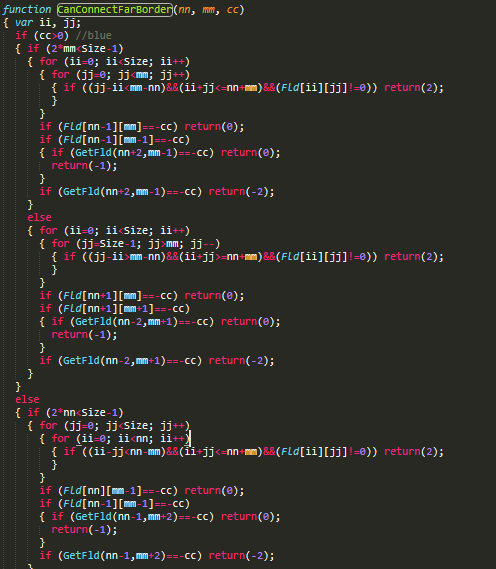 function CanConnectFarBorder(nn, mm, cc)
{ var ii, jj;
if (cc>0) //blue
{ if (2*mm<Size-1)
{ for (ii=0; ii<Size; ii++)
{ for (jj=0; jj<mm; jj++)
{ if ((jj-ii<mm-nn)&&(ii+jj<=nn+mm)&&(Fld[ii][jj]!=0)) return(2);
}
}
if (Fld[nn-1][mm]==-cc) return(0);
if (Fld[nn-1][mm-1]==-cc)
{ if (GetFld(nn+2,mm-1)==-cc) return(0);
return(-1);
}
if (GetFld(nn+2,mm-1)==-cc) return(-2);
}
else
{ for (ii=0; ii<Size; ii++)
{ for (jj=Size-1; jj>mm; jj--)
{ if ((jj-ii>mm-nn)&&(ii+jj>=nn+mm)&&(Fld[ii][jj]!=0)) return(2);
}
}
if (Fld[nn+1][mm]==-cc) return(0);
if (Fld[nn+1][mm+1]==-cc)
{ if (GetFld(nn-2,mm+1)==-cc) return(0);
return(-1);
}
if (GetFld(nn-2,mm+1)==-cc) return(-2);
}
}
else
{ if (2*nn<Size-1)
{ for (jj=0; jj<Size; jj++)
{ for (ii=0; ii<nn; ii++)
{ if ((ii-jj<nn-mm)&&(ii+jj<=nn+mm)&&(Fld[ii][jj]!=0)) return(2);
}
}
if (Fld[nn][mm-1]==-cc) return(0);
if (Fld[nn-1][mm-1]==-cc)
{ if (GetFld(nn-1,mm+2)==-cc) return(0);
return(-1);
}
if (GetFld(nn-1,mm+2)==-cc) return(-2);
}